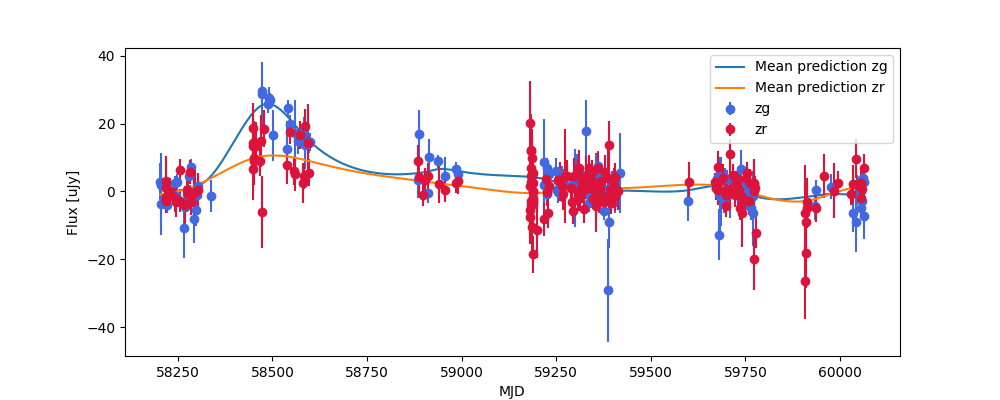 Mean prediction zg
Mean prediction zr
zg
zr
Flux [uJy]
40
20
0
−20
−40
58250
58500
58750
59000
59250
59500
59750
60000
MJD